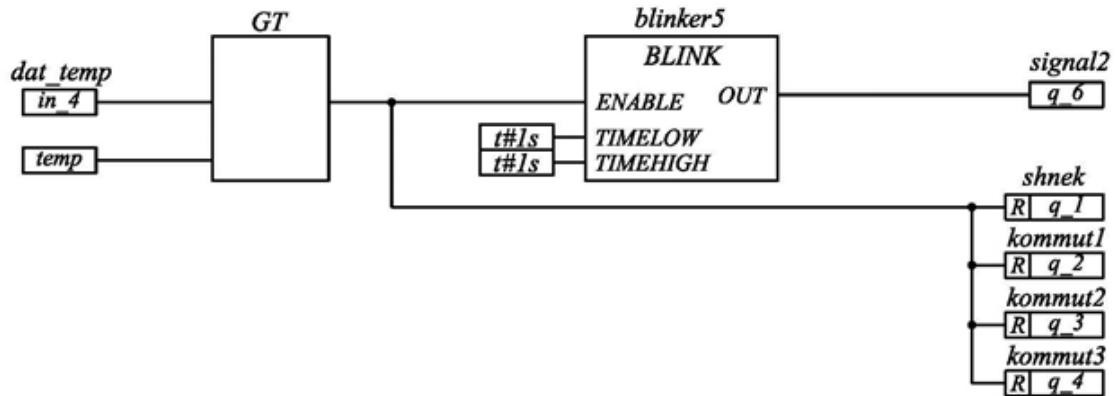 GT
blinker5
BLINK
dat_temp
in_4
temp
ENABLE
OUT
t#1s
TIMELOW
t#1s
TIMEHIGH
signal2
q_6
shnek
R q_1
kommut1
R q_2
kommut2
R q_3
kommut3
R q_4